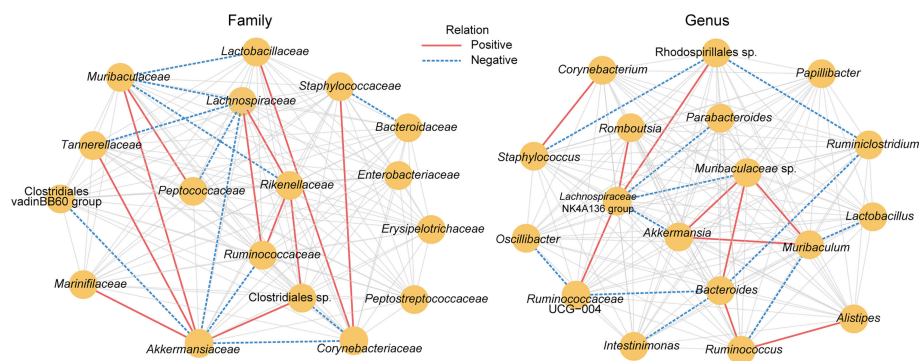 Family
Relation
Positive
Negative
Genus
Lactobacillaceae
Muribaculaceae
Staphylococcaceae
Lachnospiraceae
Bacteroidaceae
Tannerellaceae
Enterobacteriaceae
Clostridiales
vadinBB60 group
Peptococcaceae
Rikenellaceae
Erysipelotrichaceae
Ruminococcaceae
Marinifilaceae
Clostridiales sp.
Peptostreptococcaceae
Akkermansiaceae
Corynebacteriaceae
Rhodospirillales sp.
Corynebacterium
Papillibacter
Romboutsia
Parabacteroides
Staphylococcus
Ruminiclostridium
Muribaculaceae sp.
Lachnospiraceae
NK4A136 group
Lactobacillus
Oscillibacter
Akkermansia
Muribaculum
Ruminococcaceae
UCG−004
Bacteroides
Alistipes
Intestinimonas
Ruminococcus